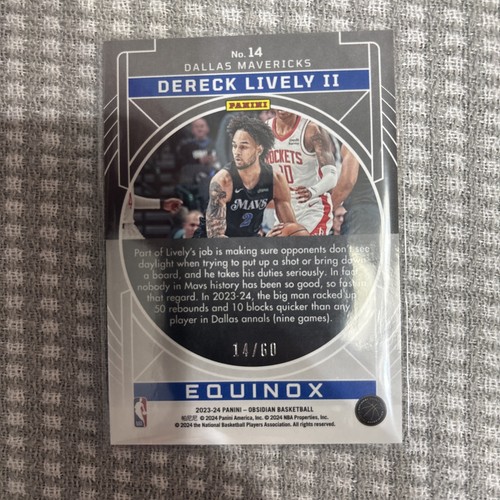 No. 14
DALLAS MAVERICKS
DERECK LIVELY II
PANINI
ROCKETS
MAVS
2
Part of Lively's job is making sure opponents don't see
daylight when trying to put up a shot or bring down
a board, and he takes his duties seriously. In fact,
nobody in Mavs history has been so good, so fast in
that regard. In 2023-24, the big man racked up
50 rebounds and 10 blocks quicker than any
player in Dallas annals (nine games).
14/60
EQUINOX
2023-24 PANINI – OBSIDIAN BASKETBALL
© 2024 Panini America, Inc. © 2024 NBA Properties, Inc.
© 2024 the National Basketball Players Association. All rights reserved.